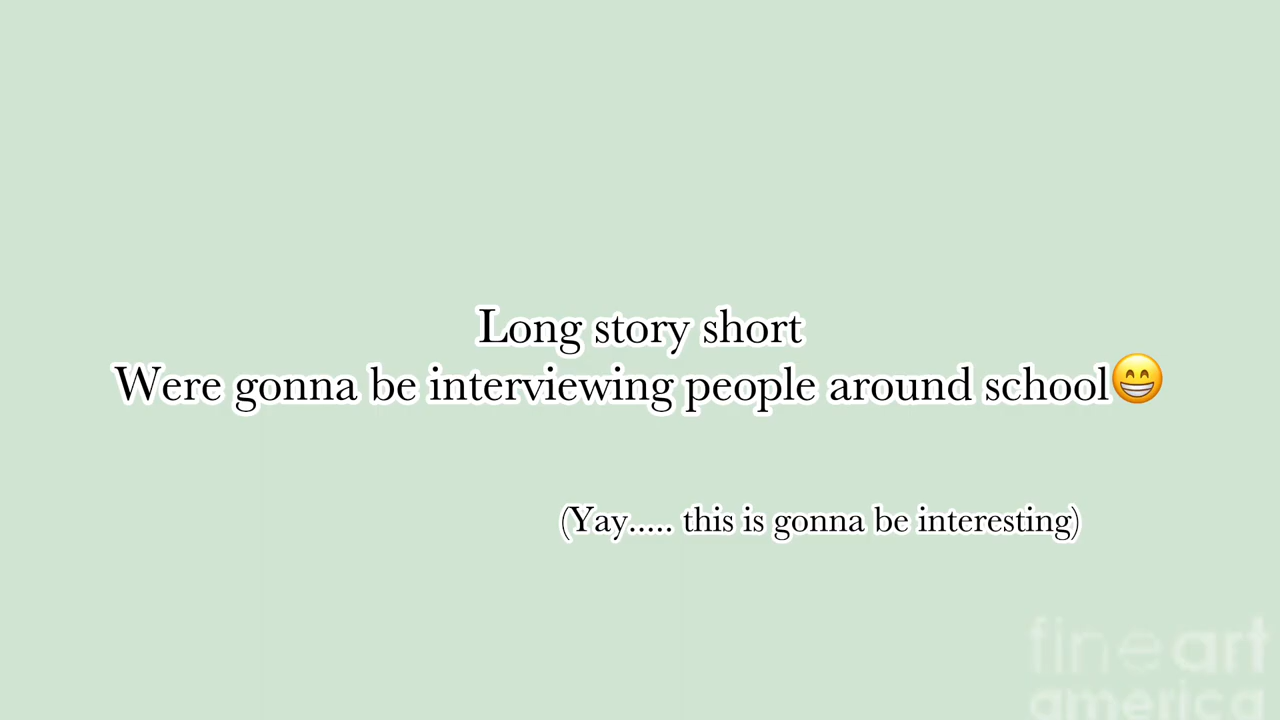 Long story short
Were gonna be interviewing people around school😁
(Yay..... this is gonna be interesting)
fineart
america